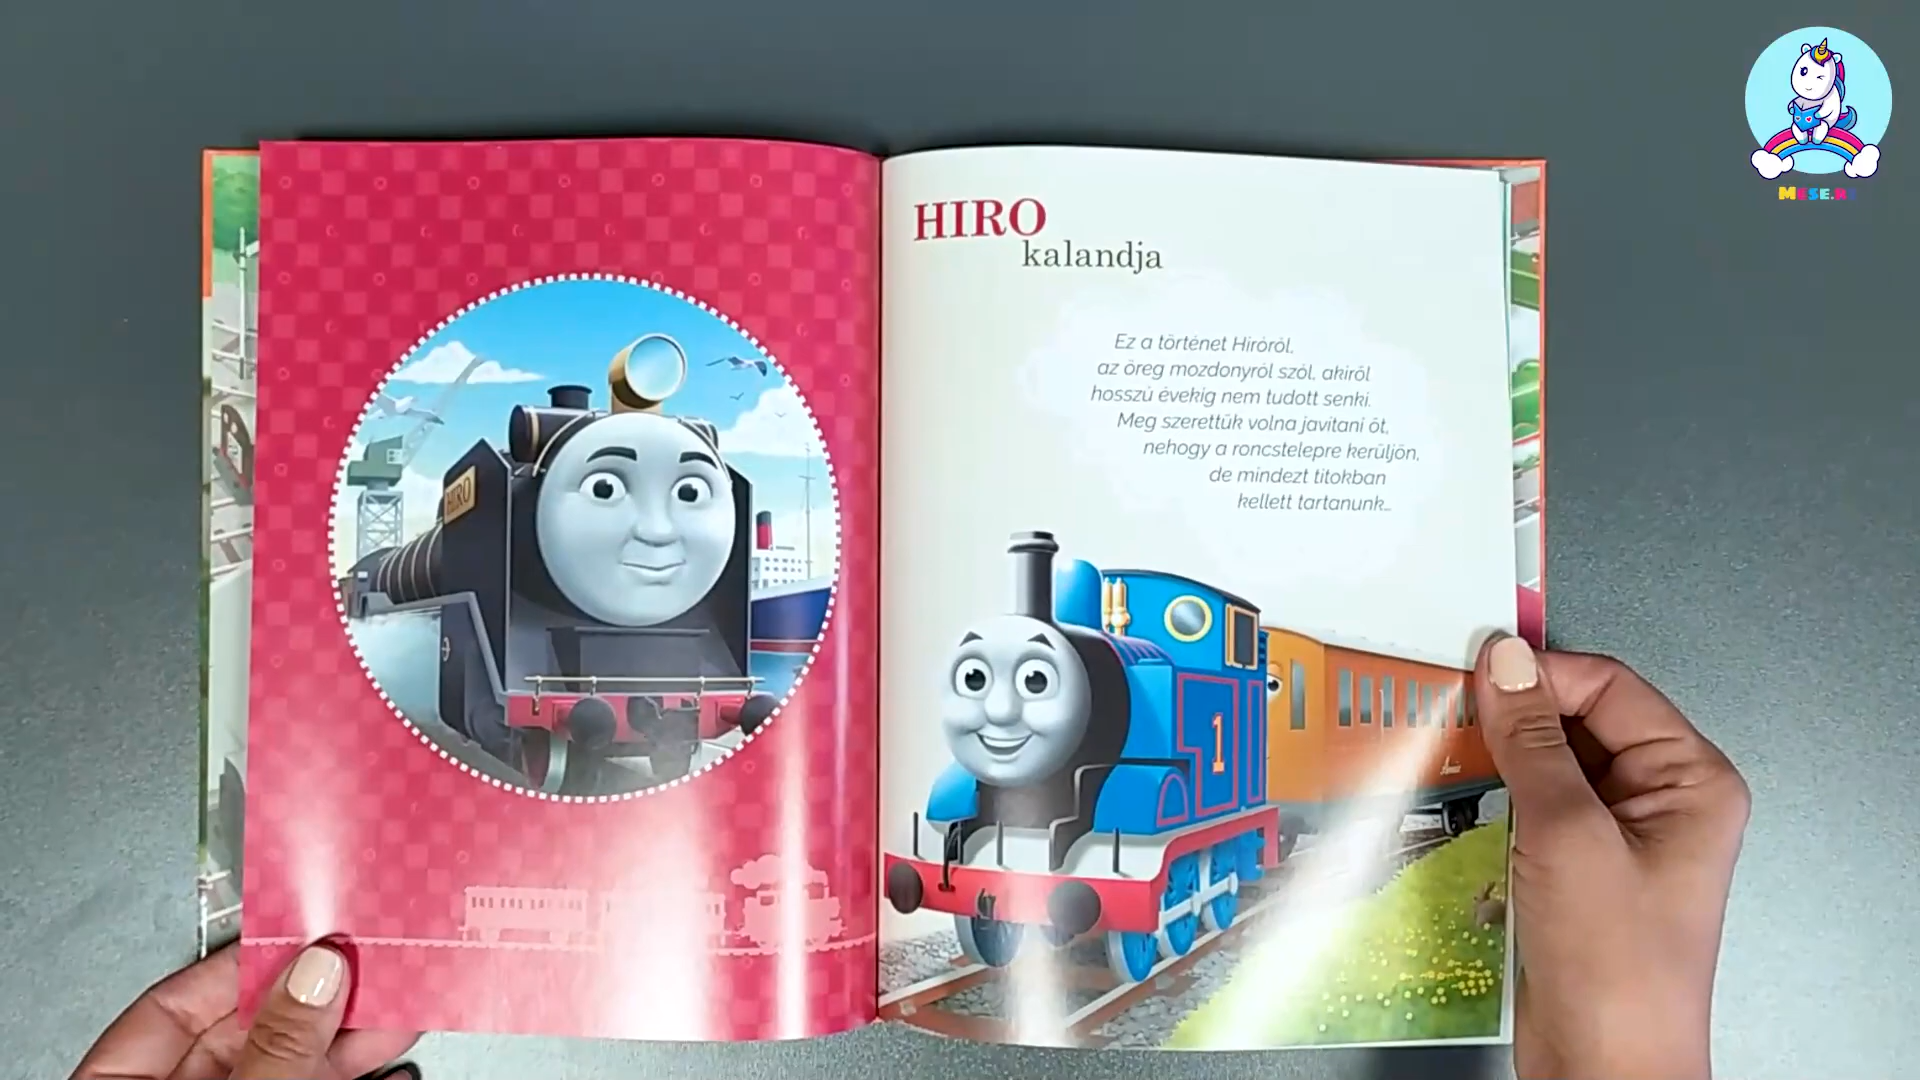 HIRO
kalandja
Ez a történet Hiróról,
az öreg mozdonyról szól, akiről
hosszú évekig nem tudott senki.
Meg szerettük volna javítani őt,
nehogy a roncstelepre kerüljön,
de mindezt titokban
kellett tartanunk...
HIRO
1
Annie